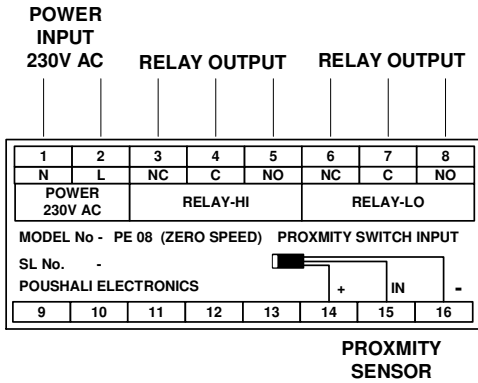 POWER
INPUT
230V AC RELAY OUTPUT RELAY OUTPUT
1 2 3 4 5 6 7 8
N L NC C NO NC C NO
POWER
230V AC RELAY-HI RELAY-LO
MODEL No - PE 08 (ZERO SPEED) PROXMITY SWITCH INPUT
SL No. -
POUSHALI ELECTRONICS + IN -
9 10 11 12 13 14 15 16
PROXMITY
SENSOR